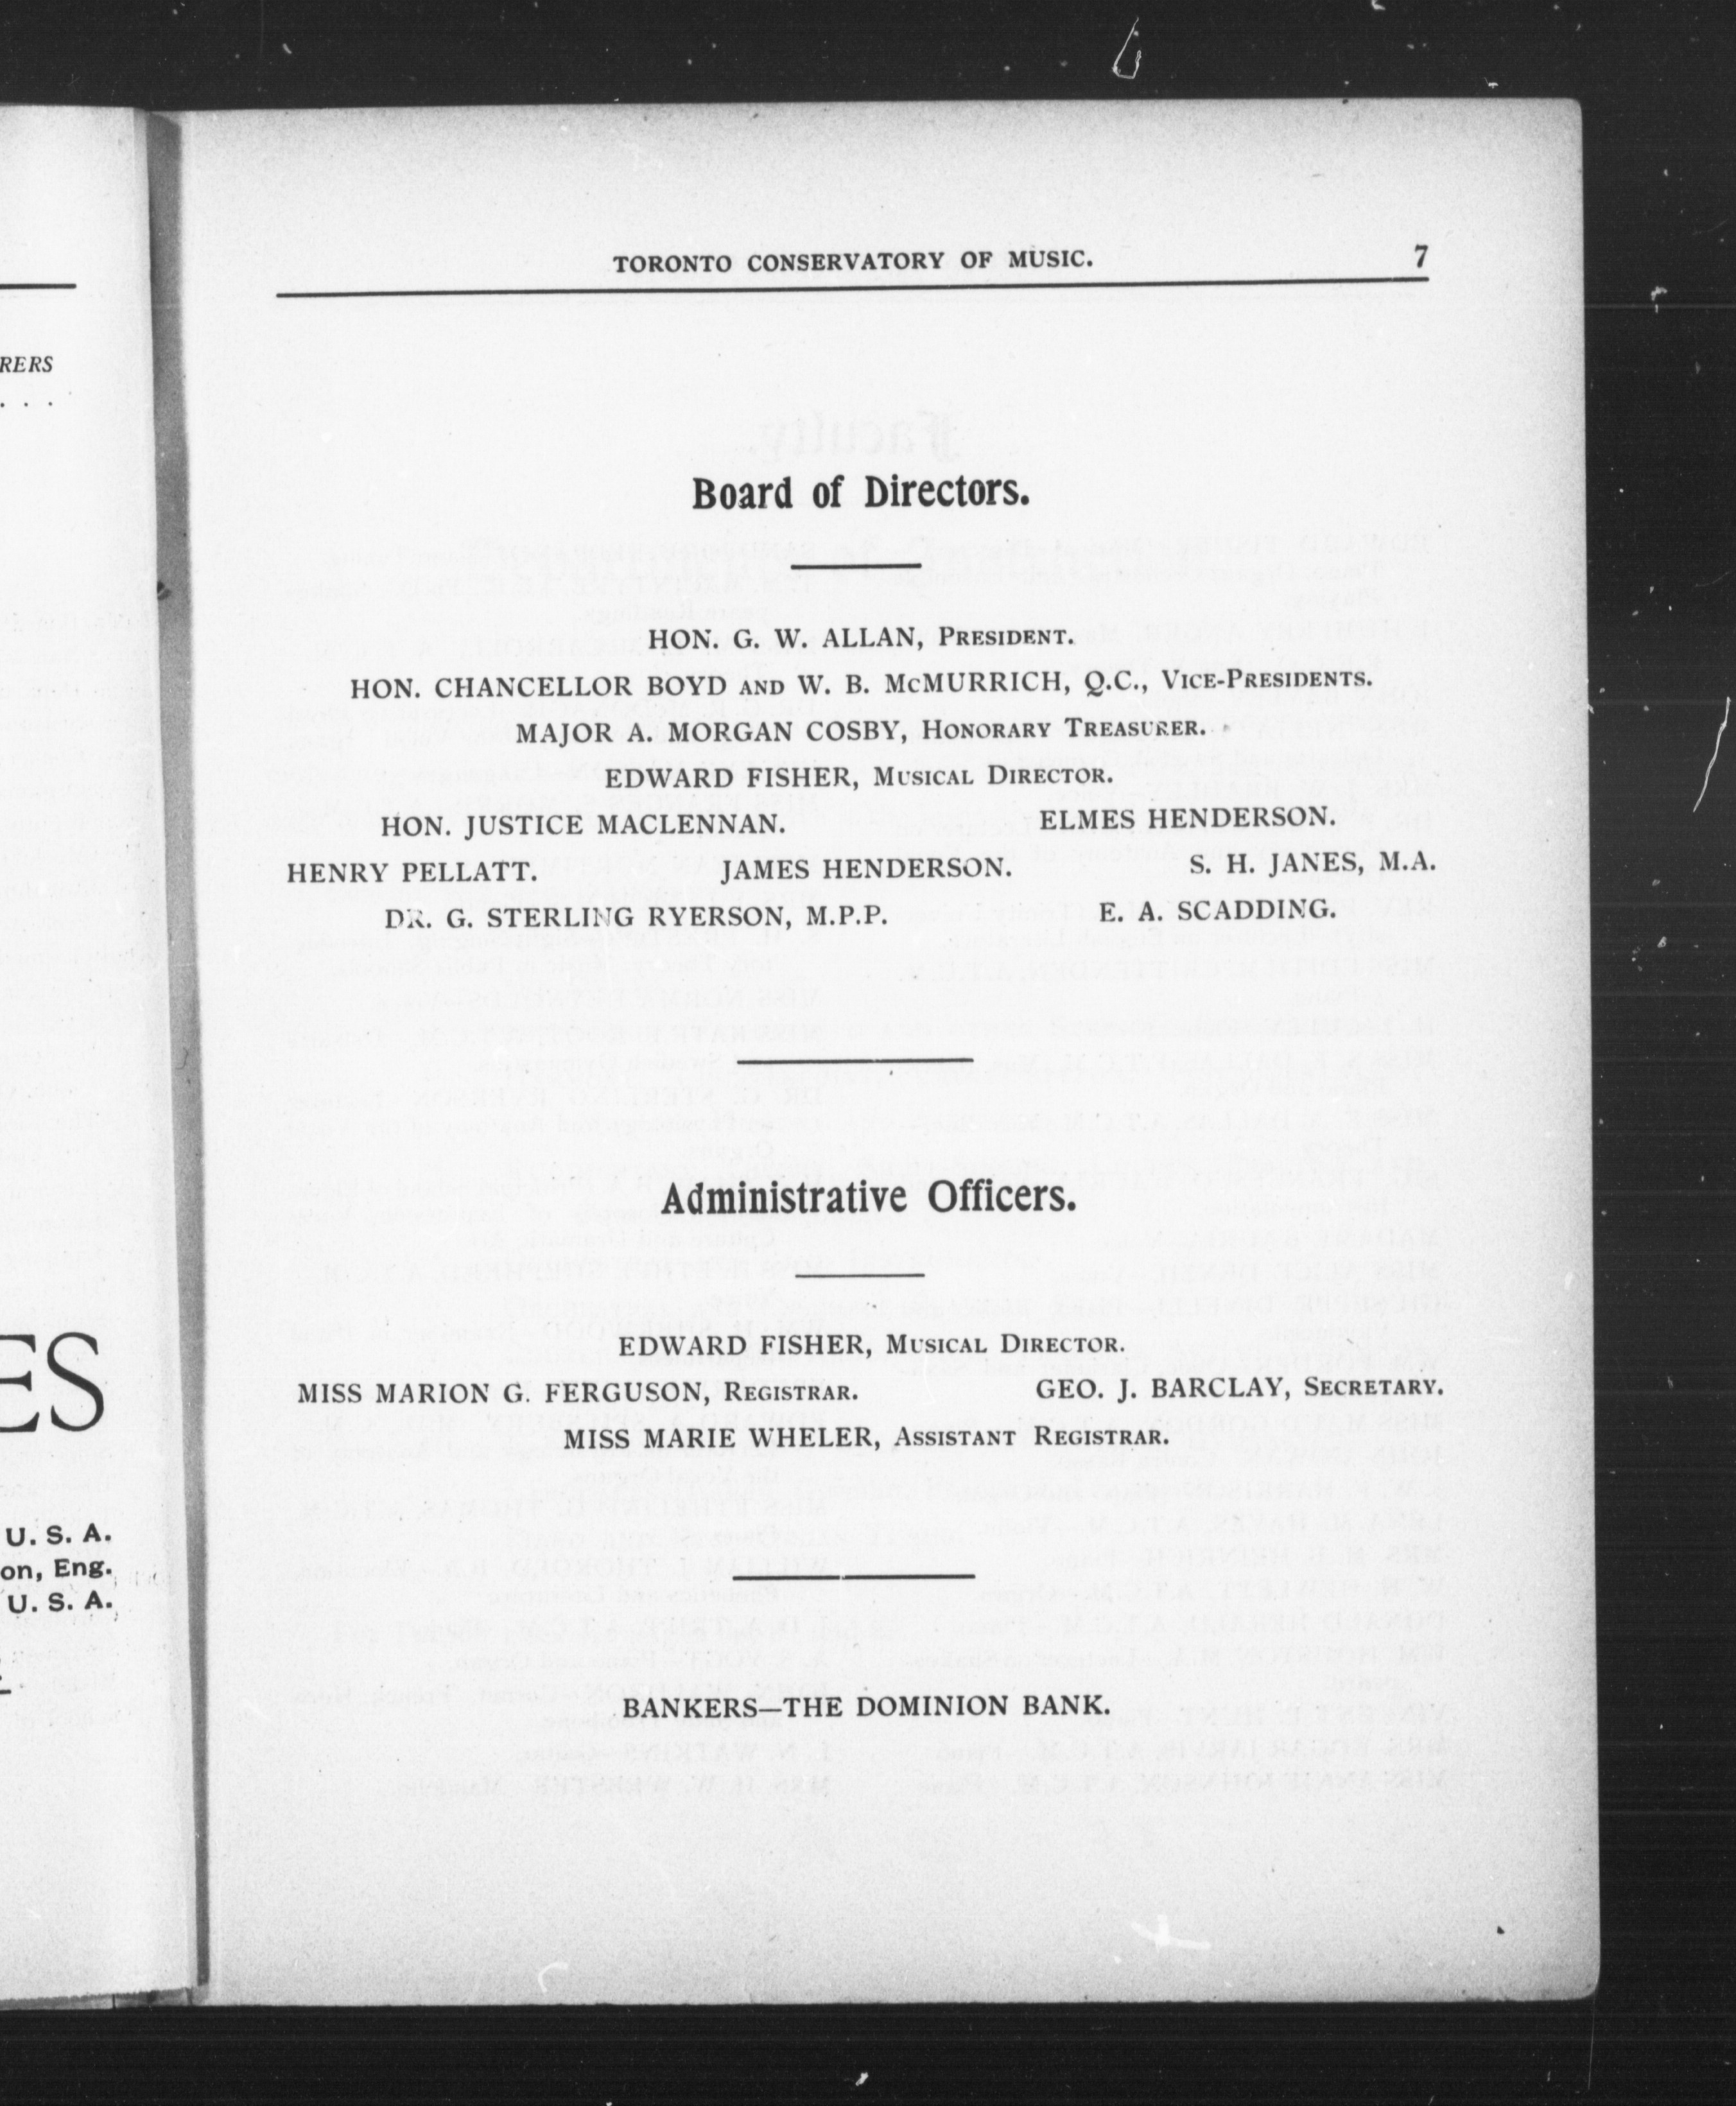 TORONTO CONSERVATORY OF MUSIC. 7
Board of Directors.
HON. G. W. ALLAN, PRESIDENT.
HON. CHANCELLOR BOYD AND W. B. McMURRICH, Q.C., VICE-PRESIDENTS.
MAJOR A. MORGAN COSBY, HONORARY TREASURER.
EDWARD FISHER, MUSICAL DIRECTOR.
HON. JUSTICE MACLENNAN. ELMES HENDERSON.
HENRY PELLATT. JAMES HENDERSON. S. H. JANES, M.A.
DR. G. STERLING RYERSON, M.P.P. E. A. SCADDING.
Administrative Officers.
EDWARD FISHER, MUSICAL DIRECTOR.
MISS MARION G. FERGUSON, REGISTRAR. GEO. J. BARCLAY, SECRETARY.
MISS MARIE WHELER, ASSISTANT REGISTRAR.
BANKERS—THE DOMINION BANK.
RERS
. . .
ES
U. S. A.
on, Eng.
U. S. A.